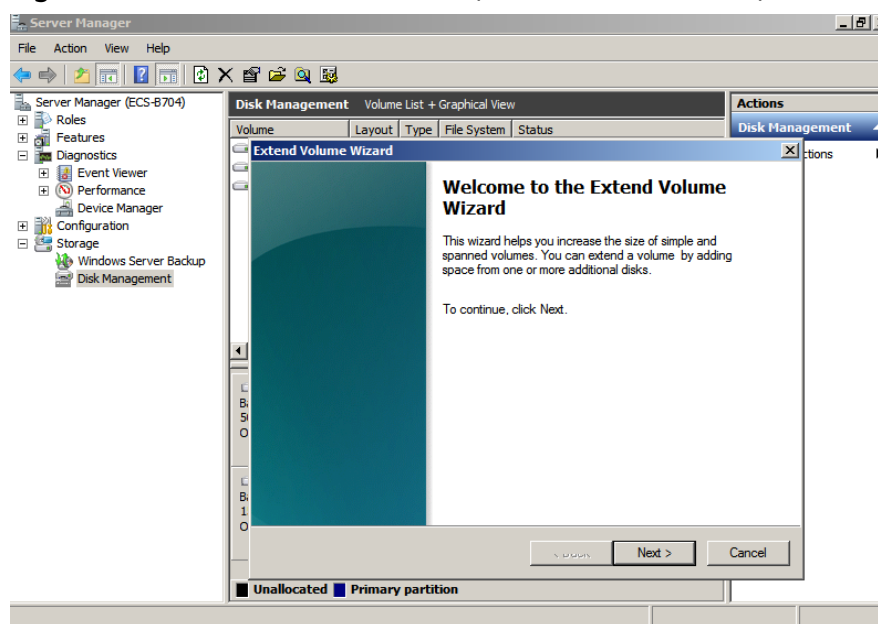 Server Manager
File Action View Help
Server Manager (ECS-B704)
Roles
Features
Diagnostics
Event Viewer
Performance
Device Manager
Configuration
Storage
Windows Server Backup
Disk Management
Disk Management Volume List + Graphical View
Volume Layout Type File System Status
Actions
Disk Management
Extend Volume Wizard
Welcome to the Extend Volume
Wizard
This wizard helps you increase the size of simple and
spanned volumes. You can extend a volume by adding
space from one or more additional disks.
To continue, click Next.
Next > Cancel
Unallocated Primary partition